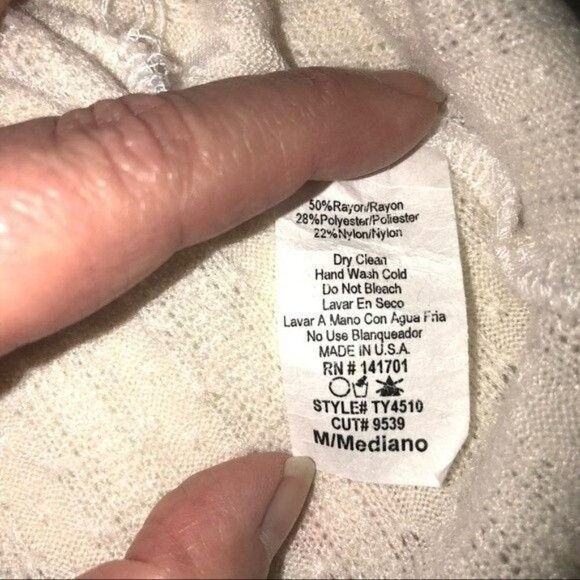 50%Rayon/Rayon
28%Polyester/Poliester
22%Nylon/Nylon
Dry Clean
Hand Wash Cold
Do Not Bleach
Lavar En Seco
Lavar A Mano Con Agua Fria
No Use Blanqueador
MADE IN U.S.A.
RN # 141701
STYLE# TY4510
CUT# 9539
M/Mediano